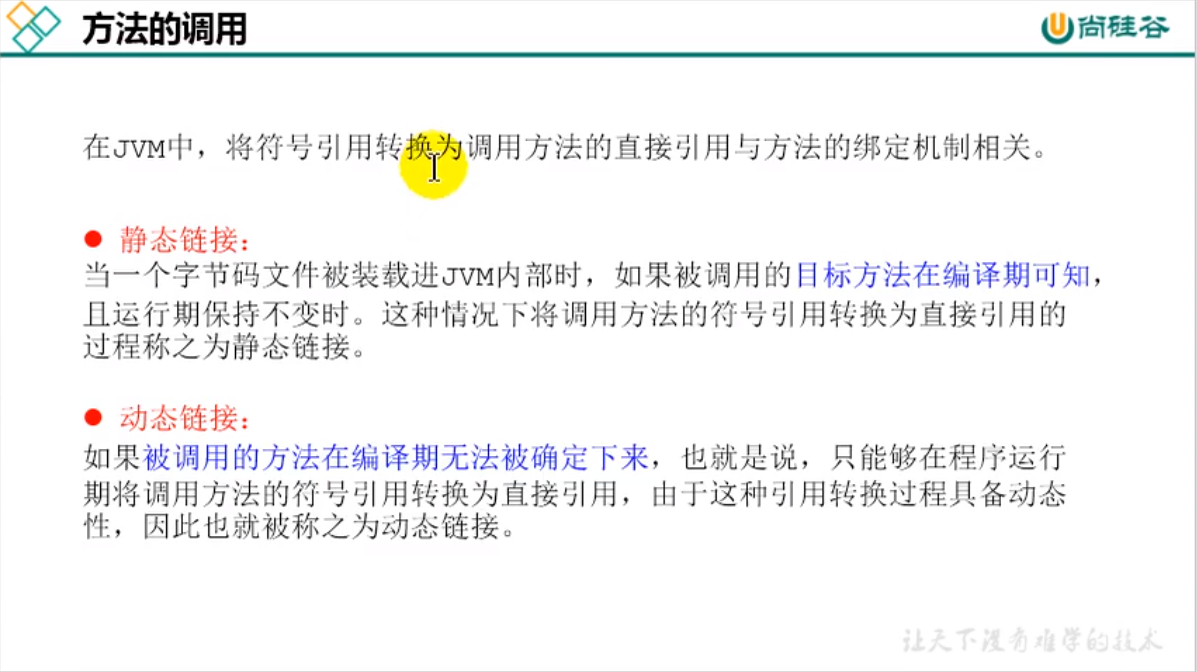 方法的调用
尚硅谷
在JVM中，将符号引用转换为调用方法的直接引用与方法的绑定机制相关。
● 静态链接：
当一个字节码文件被装载进JVM内部时，如果被调用的目标方法在编译期可知，
且运行期保持不变时。这种情况下将调用方法的符号引用转换为直接引用的
过程称之为静态链接。
● 动态链接：
如果被调用的方法在编译期无法被确定下来，也就是说，只能够在程序运行
期将调用方法的符号引用转换为直接引用，由于这种引用转换过程具备动态
性，因此也就被称之为动态链接。
让天下没有难学的技术